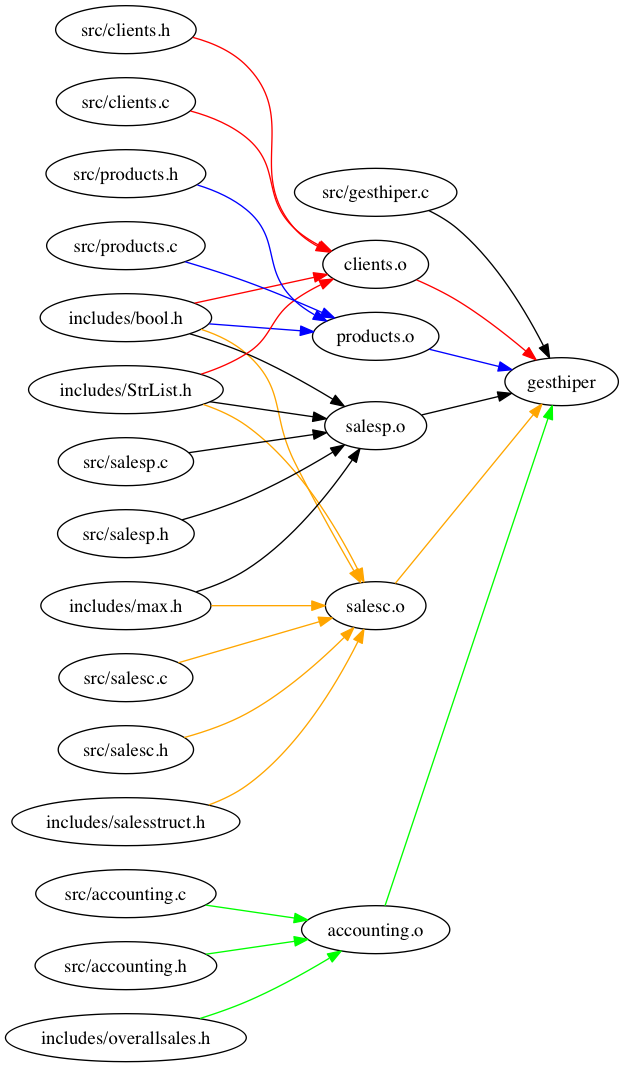 src/clients.h
src/clients.c
src/products.h
src/gesthiper.c
src/products.c
clients.o
includes/bool.h
products.o
gesthiper
includes/StrList.h
salesp.o
src/salesp.c
src/salesp.h
includes/max.h
salesc.o
src/salesc.c
src/salesc.h
includes/salesstruct.h
src/accounting.c
accounting.o
src/accounting.h
includes/overallsales.h